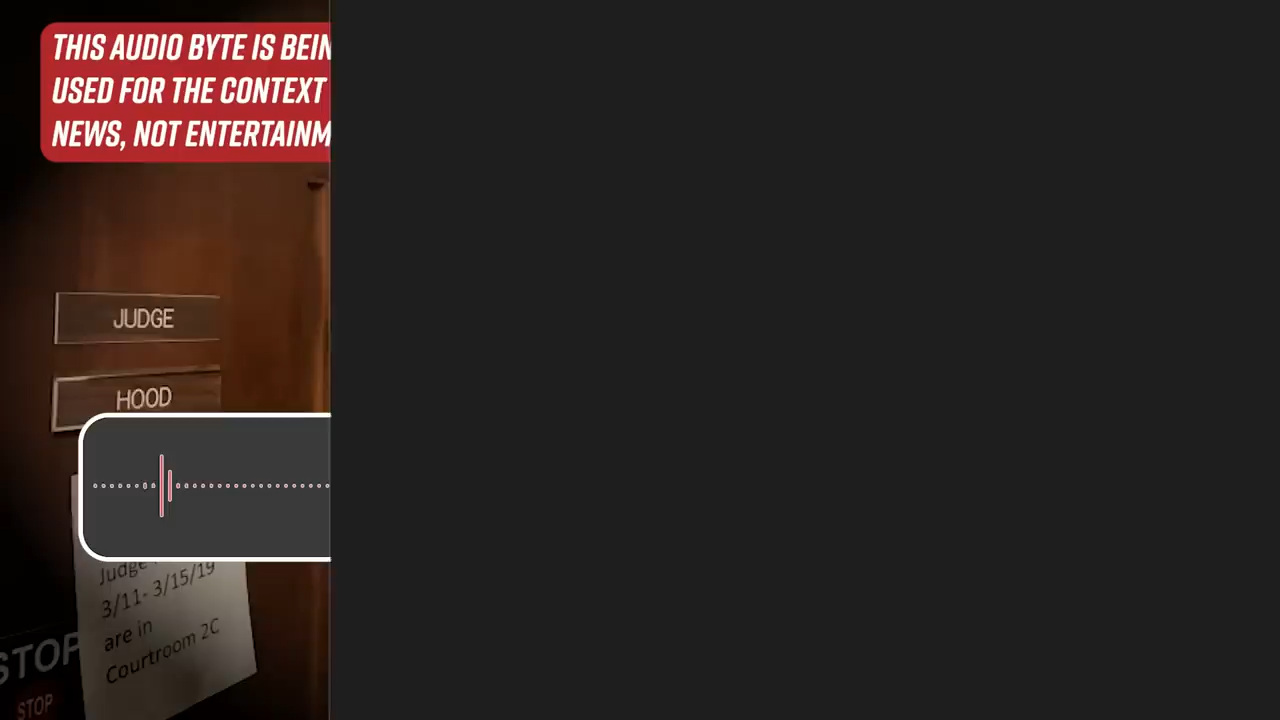 THIS AUDIO BYTE IS BEIN
USED FOR THE CONTEXT
NEWS, NOT ENTERTAINM
JUDGE
HOOD
Judge
3/11- 3/15/19
are in
Courtroom 2C
STOP
STOP